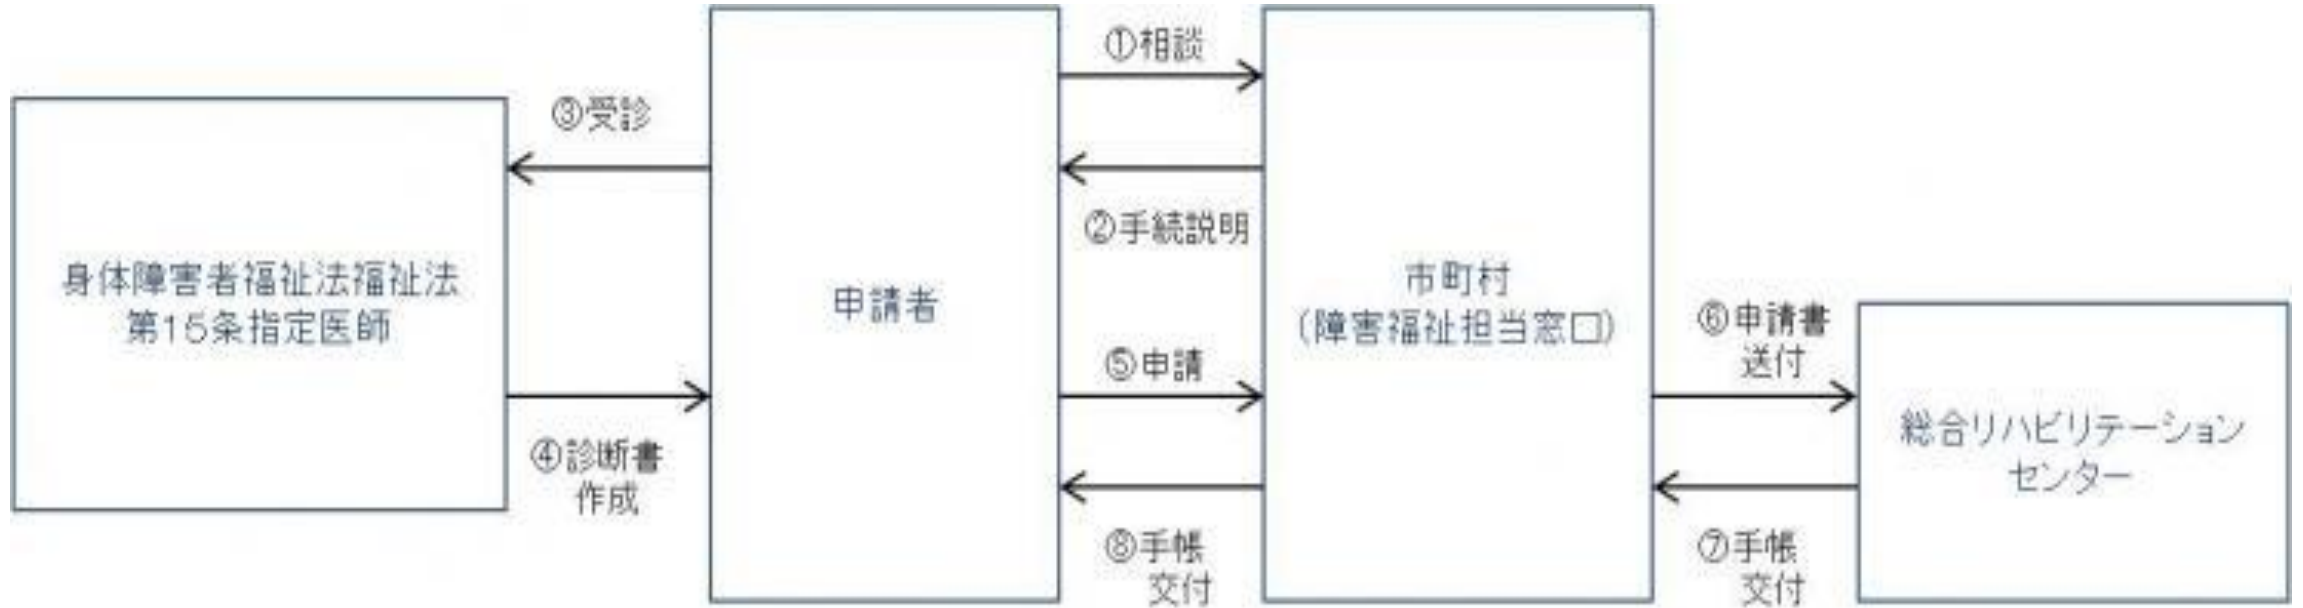 ①相談
③受診
②手続説明
身体障害者福祉法福祉法
第15条指定医師
申請者
市町村
（障害福祉担当窓口）
⑤申請
⑥申請書
送付
④診断書
作成
総合リハビリテーション
センター
⑧手帳
交付
⑦手帳
交付